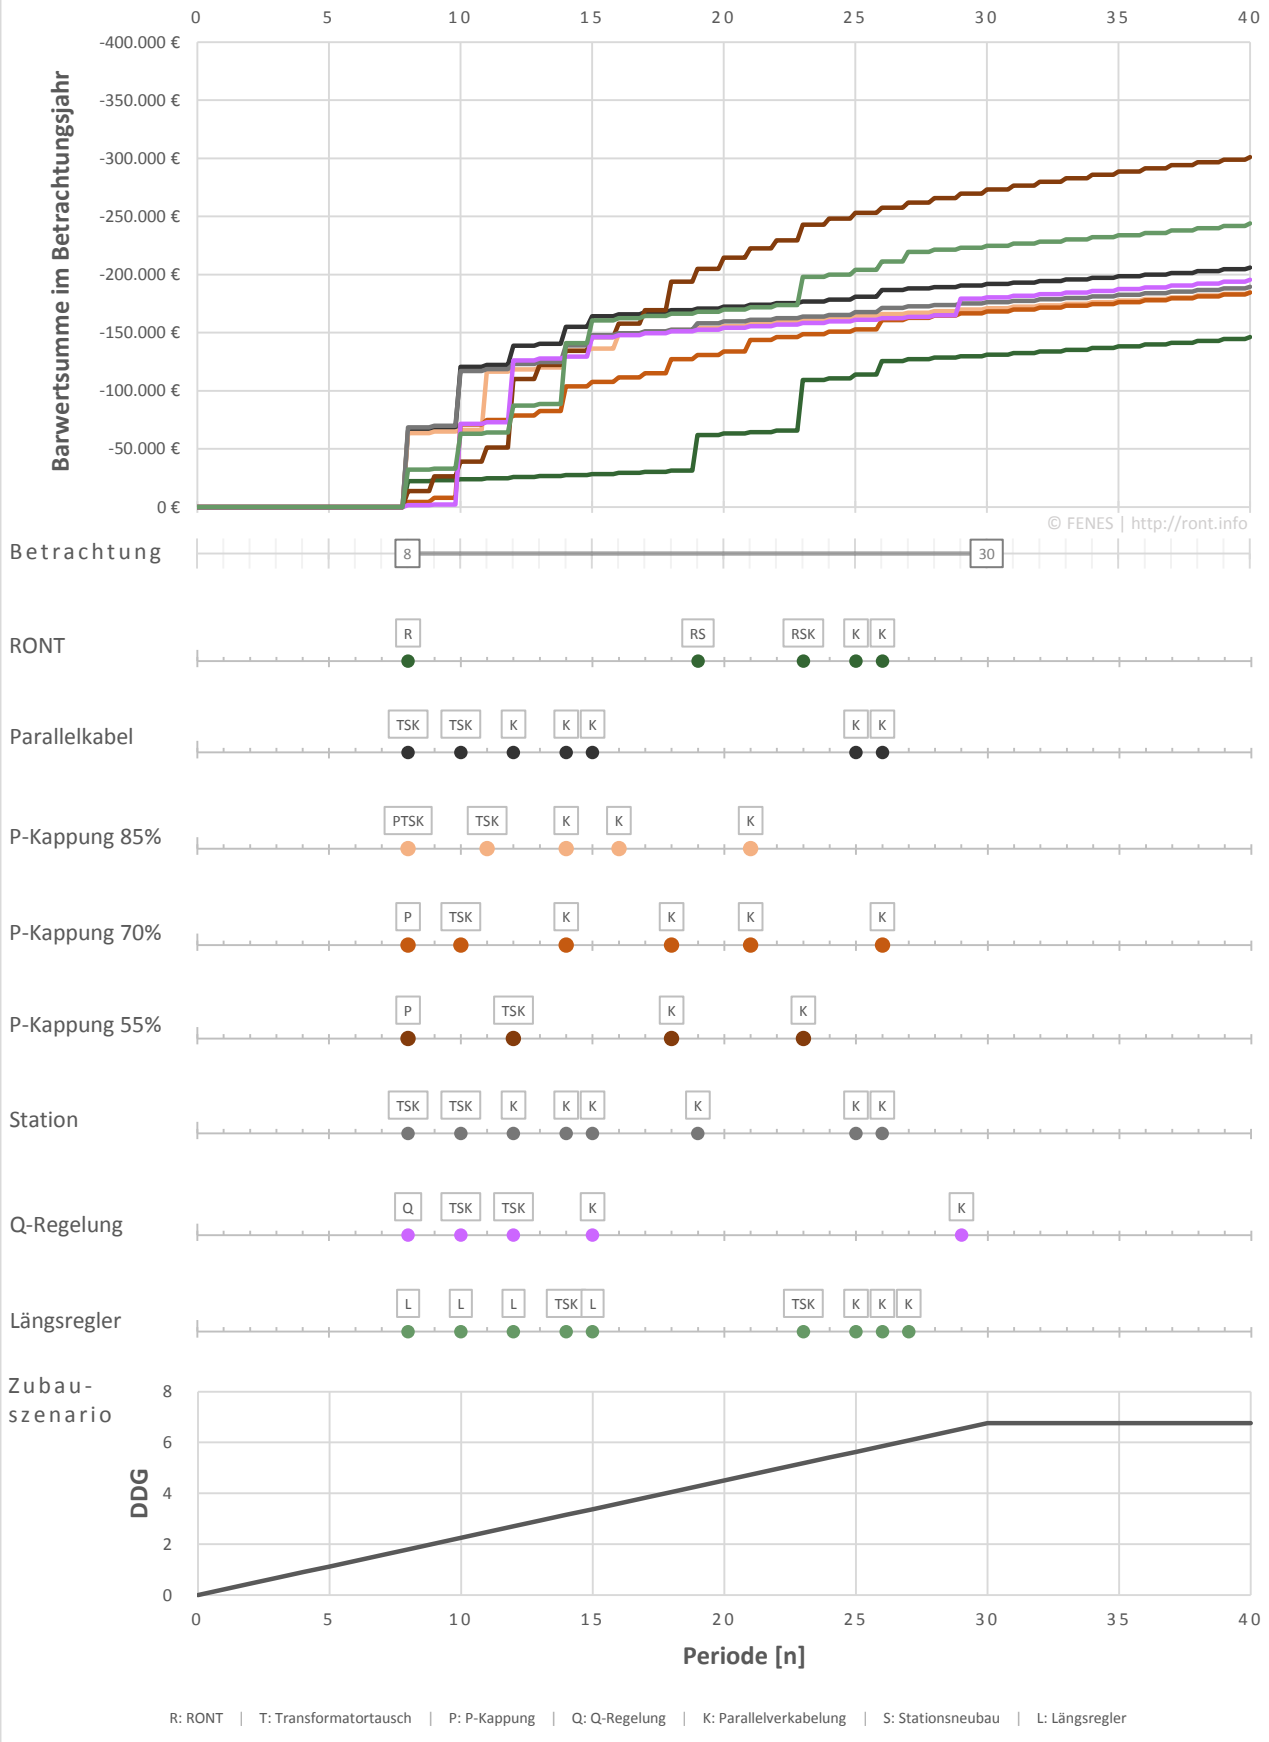 0 5 10 15 20 25 30 35 40
Barwertsumme im Betrachtungsjahr
-400.000 €
-350.000 €
-300.000 €
-250.000 €
-200.000 €
-150.000 €
-100.000 €
-50.000 €
0 €
© FENES | http://ront.info
Betrachtung 8 30
RONT R RS RSK K K
Parallelkabel TSK TSK K K K K K
P-Kappung 85% PTSK TSK K K K
P-Kappung 70% P TSK K K K K
P-Kappung 55% P TSK K K
Station TSK TSK K K K K K K
Q-Regelung Q TSK TSK K K
Längsregler L L L TSK L TSK K K K
Zubau-
szenario
DDG
8
6
4
2
0
0 5 10 15 20 25 30 35 40
Periode [n]
R: RONT | T: Transformatortausch | P: P-Kappung | Q: Q-Regelung | K: Parallelverkabelung | S: Stationsneubau | L: Längsregler